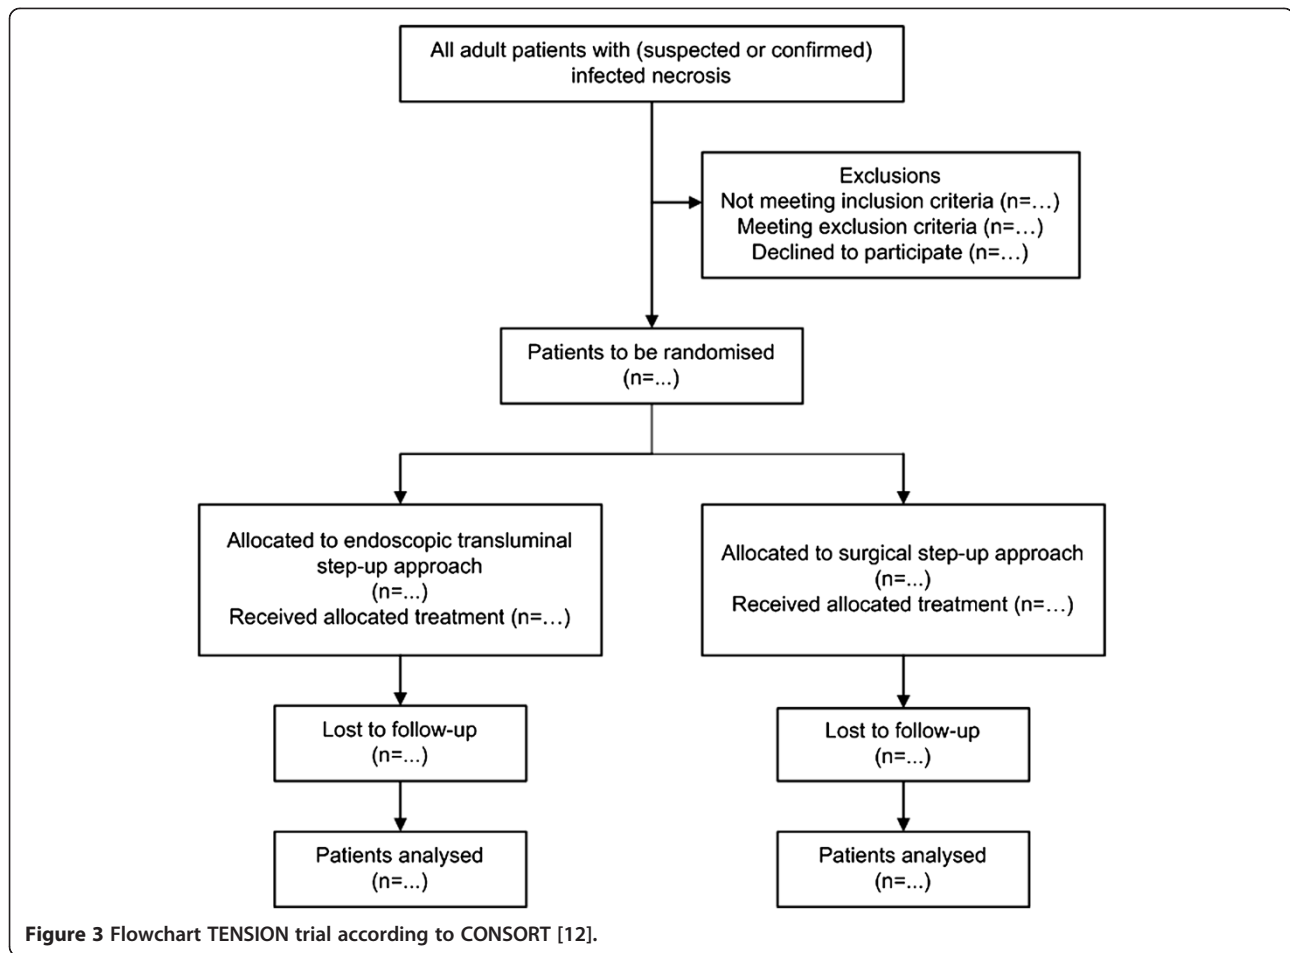 All adult patients with (suspected or confirmed)
infected necrosis
Exclusions
Not meeting inclusion criteria (n=…)
Meeting exclusion criteria (n=…)
Declined to participate (n=…)
Patients to be randomised
(n=...)
Allocated to endoscopic transluminal
step-up approach
(n=...)
Received allocated treatment (n=…)
Allocated to surgical step-up approach
(n=...)
Received allocated treatment (n=…)
Lost to follow-up
(n=...)
Lost to follow-up
(n=...)
Patients analysed
(n=...)
Patients analysed
(n=...)
Figure 3 Flowchart TENSION trial according to CONSORT [12].